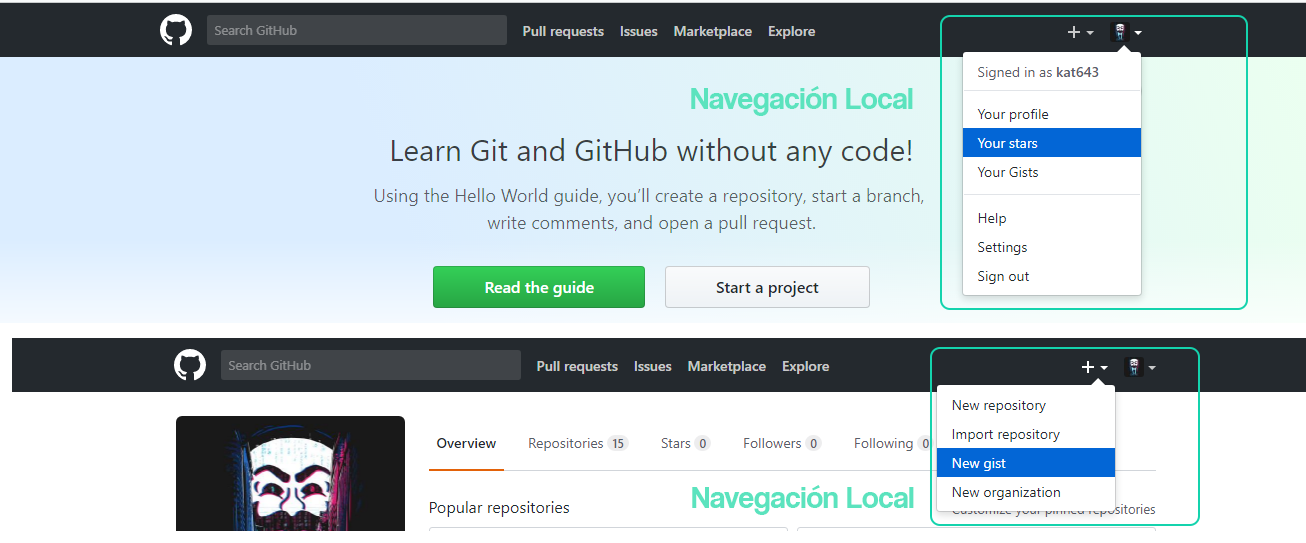 Search GitHub
Pull requests Issues Marketplace Explore
Signed in as kat643
Your profile
Your stars
Your Gists
Help
Settings
Sign out
Navegación Local
Learn Git and GitHub without any code!
Using the Hello World guide, you’ll create a repository, start a branch,
write comments, and open a pull request.
Read the guide Start a project
Search GitHub
Pull requests Issues Marketplace Explore
New repository
Import repository
New gist
New organization
Overview Repositories 15 Stars 0 Followers 0 Following 0
Navegación Local
Popular repositories
Customize your pinned repositories